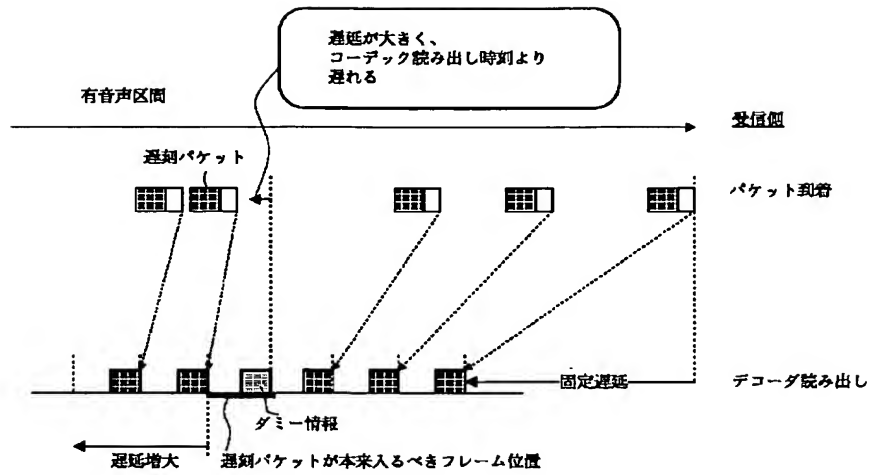 遅延が大きく、
コーデック読み出し時刻より
遅れる
有音声区間
受信側
遅刻パケット
パケット到着
固定遅延
デコーダ読み出し
ダミー情報
遅延増大
遅刻パケットが本来入るべきフレーム位置